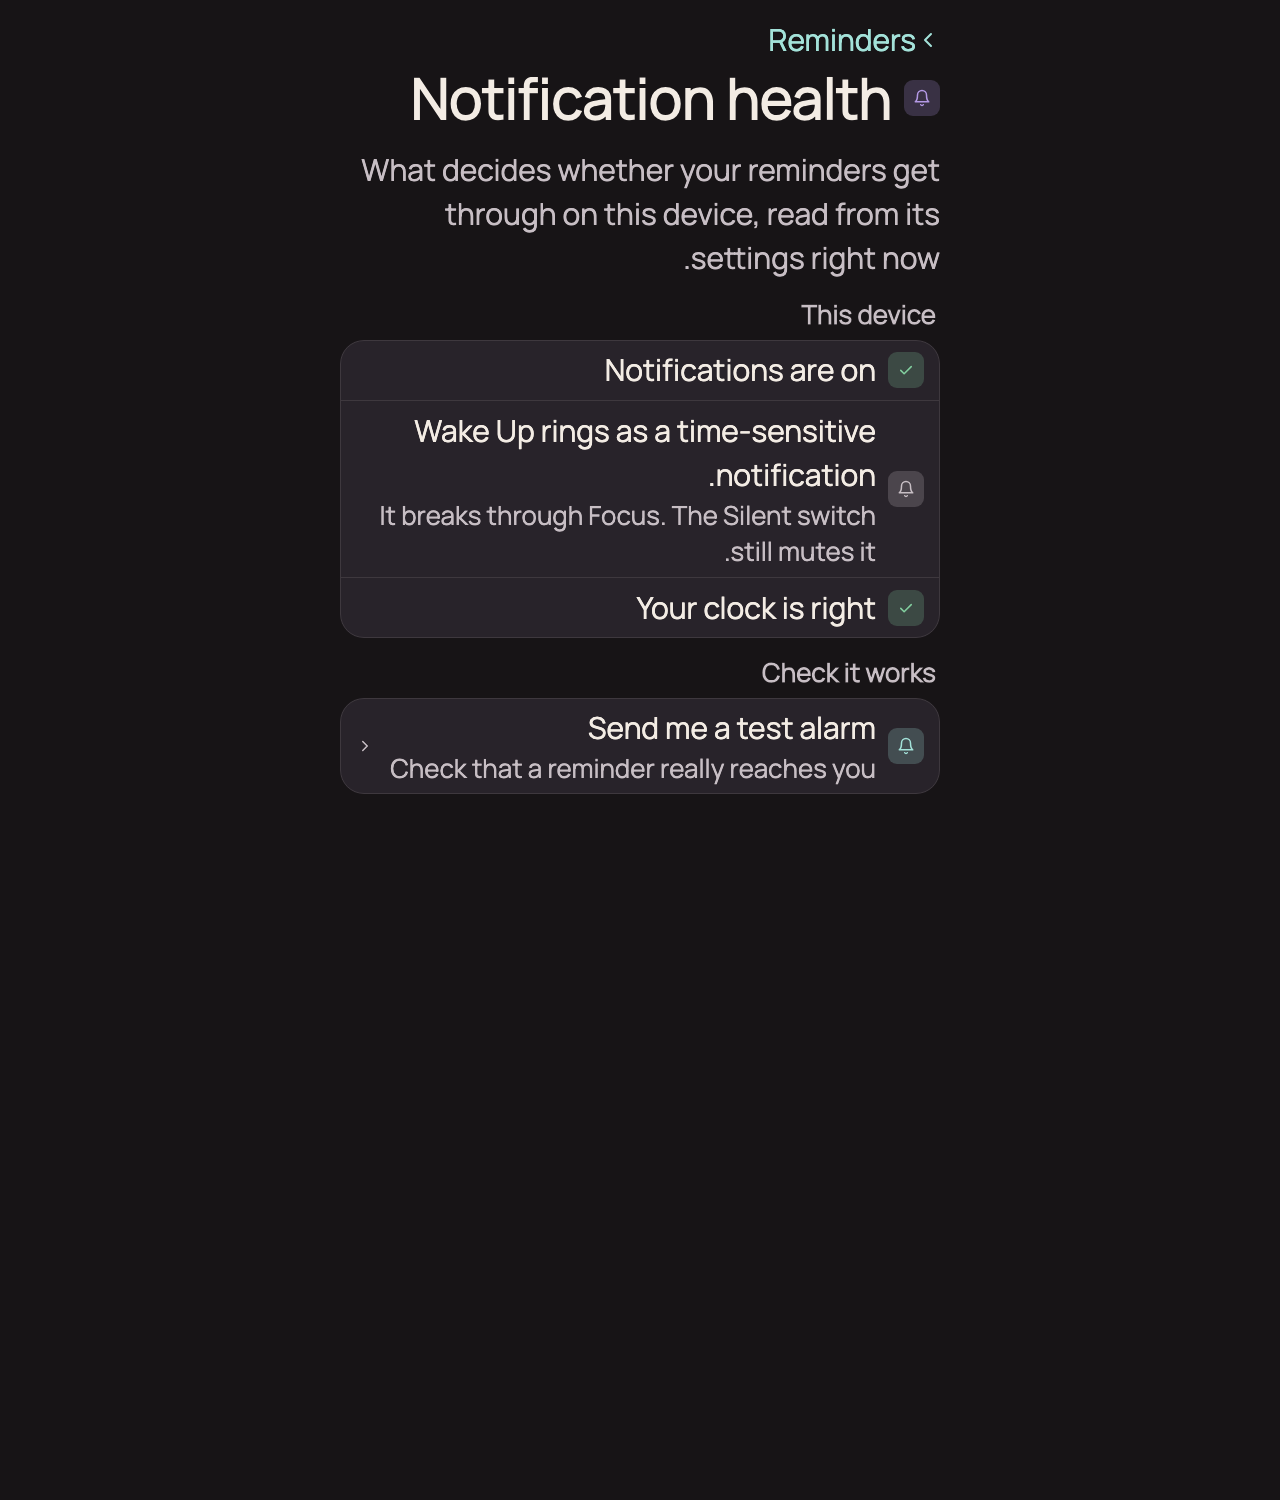 Reminders
Notification health
What decides whether your reminders get
through on this device, read from its
.settings right now
This device
Notifications are on
Wake Up rings as a time-sensitive
.notification
It breaks through Focus. The Silent switch
.still mutes it
Your clock is right
Check it works
Send me a test alarm
Check that a reminder really reaches you